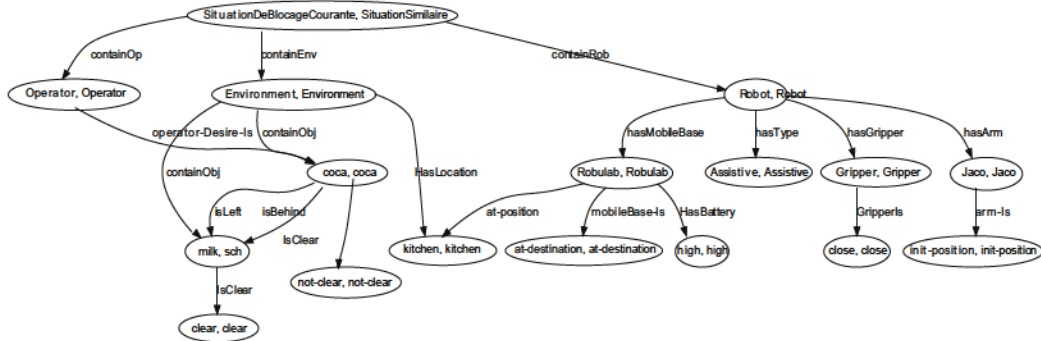 SituationDeBlocageCourante, SituationSimilaire
containOp
containEnv
containRob
Operator, Operator
Environment, Environment
Robot, Robot
operator-Desire-Is
containObj
hasMobileBase
hasType
hasGripper
hasArm
containObj
coca, coca
HasLocation
Robulab, Robulab
Assistive, Assistive
Gripper, Gripper
Jaco, Jaco
isLeft
isBehind
IsClear
at-position
mobileBase-Is
HasBattery
GripperIs
arm-Is
milk, sch
kitchen, kitchen
at-destination, at-destination
high, high
close, close
init-position, init-position
not-clear, not-clear
IsClear
clear, clear